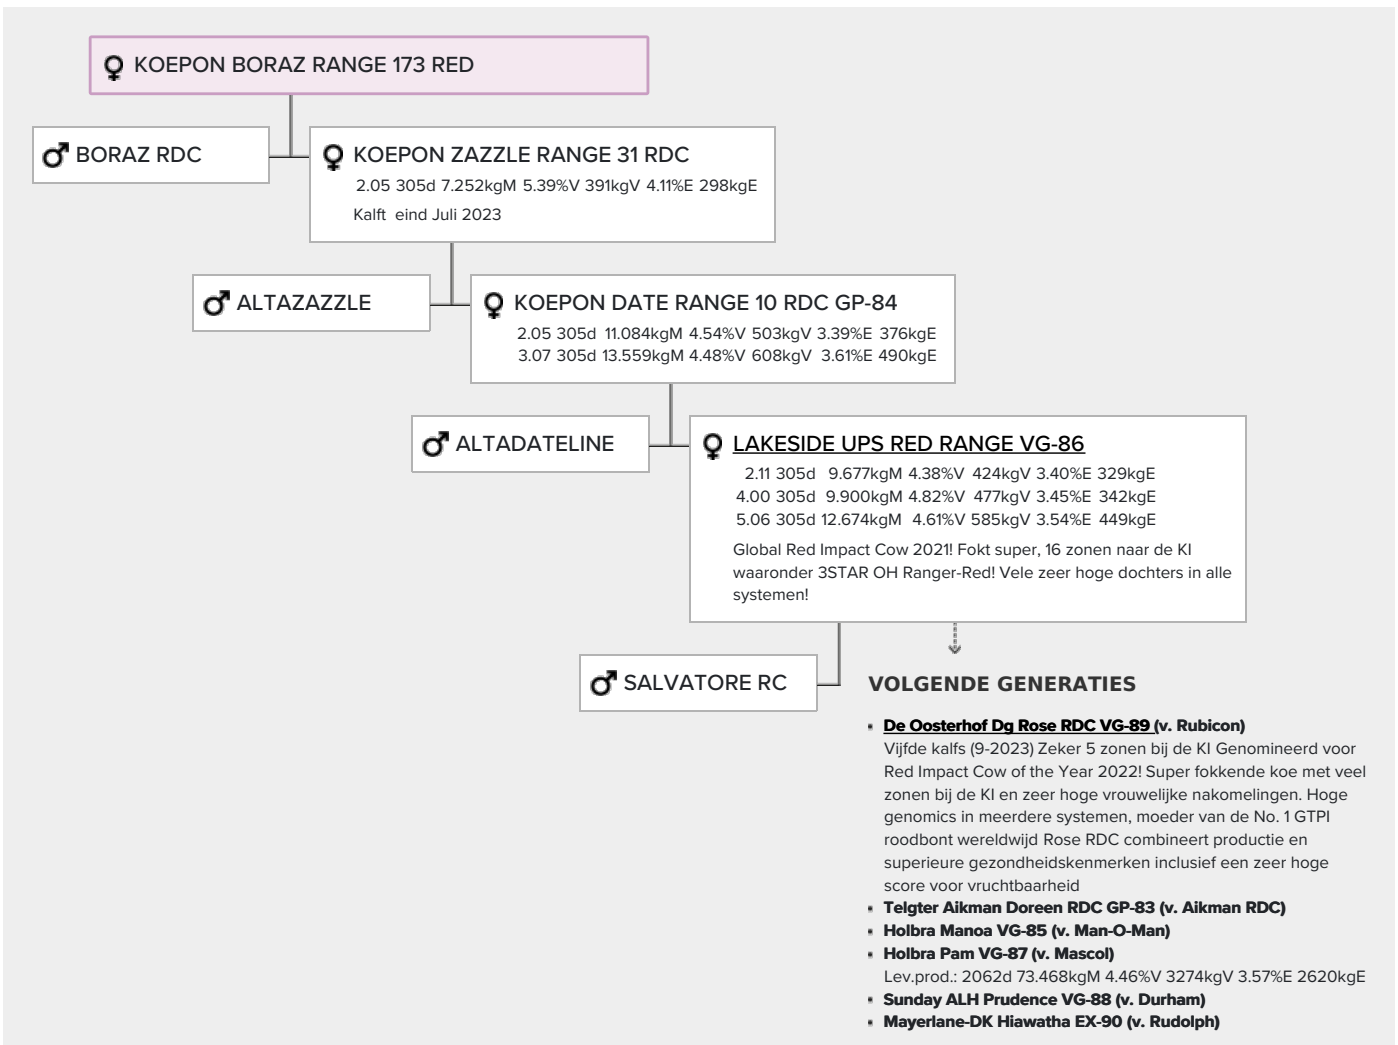 KOEPON BORAZ RANGE 173 RED
BORAZ RDC
KOEPON ZAZZLE RANGE 31 RDC
2.05 305d 7.252kgM 5.39%V 391kgV 4.11%E 298kgE
Kalft eind Juli 2023
ALTAZAZZLE
KOEPON DATE RANGE 10 RDC GP-84
2.05 305d 11.084kgM 4.54%V 503kgV 3.39%E 376kgE
3.07 305d 13.559kgM 4.48%V 608kgV 3.61%E 490kgE
ALTADATELINE
LAKESIDE UPS RED RANGE VG-86
2.11 305d 9.677kgM 4.38%V 424kgV 3.40%E 329kgE
4.00 305d 9.900kgM 4.82%V 477kgV 3.45%E 342kgE
5.06 305d 12.674kgM 4.61%V 585kgV 3.54%E 449kgE
Global Red Impact Cow 2021! Fokt super, 16 zonen naar de KI
waaronder 3STAR OH Ranger-Red! Vele zeer hoge dochters in alle
systemen!
SALVATORE RC
VOLGENDE GENERATIES
De Oosterhof Dg Rose RDC VG-89 (v. Rubicon)
Vijfde kalfs (9-2023) Zeker 5 zonen bij de KI Genomineerd voor
Red Impact Cow of the Year 2022! Super fokkende koe met veel
zonen bij de KI en zeer hoge vrouwelijke nakomelingen. Hoge
genomics in meerdere systemen, moeder van de No. 1 GTPI
roodbont wereldwijd Rose RDC combineert productie en
superieure gezondheidskenmerken inclusief een zeer hoge
score voor vruchtbaarheid
Telgter Aikman Doreen RDC GP-83 (v. Aikman RDC)
Holbra Manoa VG-85 (v. Man-O-Man)
Holbra Pam VG-87 (v. Mascol)
Lev.prod.: 2062d 73.468kgM 4.46%V 3274kgV 3.57%E 2620kgE
Sunday ALH Prudence VG-88 (v. Durham)
Mayerlane-DK Hiawatha EX-90 (v. Rudolph)